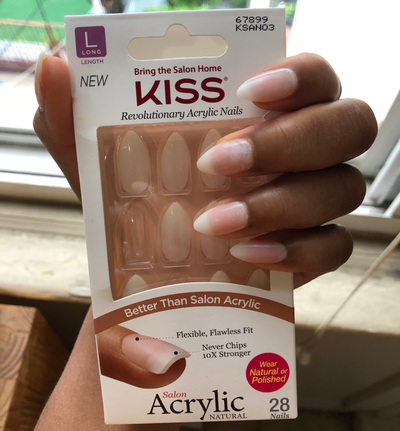 67899
KSAN03
L
LONG
LENGTH
NEW
Bring the Salon Home
KISS®
Revolutionary Acrylic Nails
Better Than Salon Acrylic
Flexible, Flawless Fit
Never Chips
10X Stronger
Wear
Natural or
Polished
Salon
Acrylic
NATURAL
28
Nails